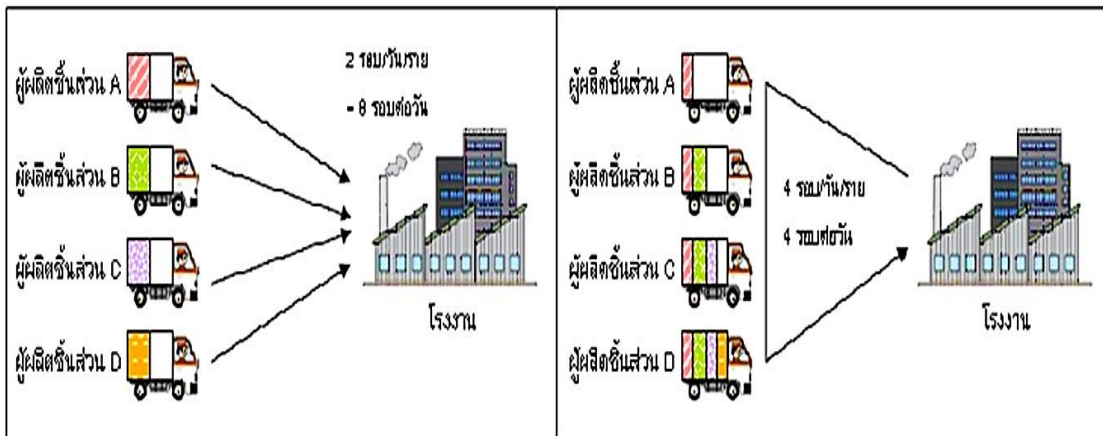 ผู้ผลิตชิ้นส่วน A
ผู้ผลิตชิ้นส่วน B
ผู้ผลิตชิ้นส่วน C
ผู้ผลิตชิ้นส่วน D
2 รอบ/วัน/ราย
= 8 รอบต่อวัน
โรงงาน
ผู้ผลิตชิ้นส่วน A
ผู้ผลิตชิ้นส่วน B
ผู้ผลิตชิ้นส่วน C
ผู้ผลิตชิ้นส่วน D
4 รอบ/วัน/ราย
4 รอบต่อวัน
โรงงาน